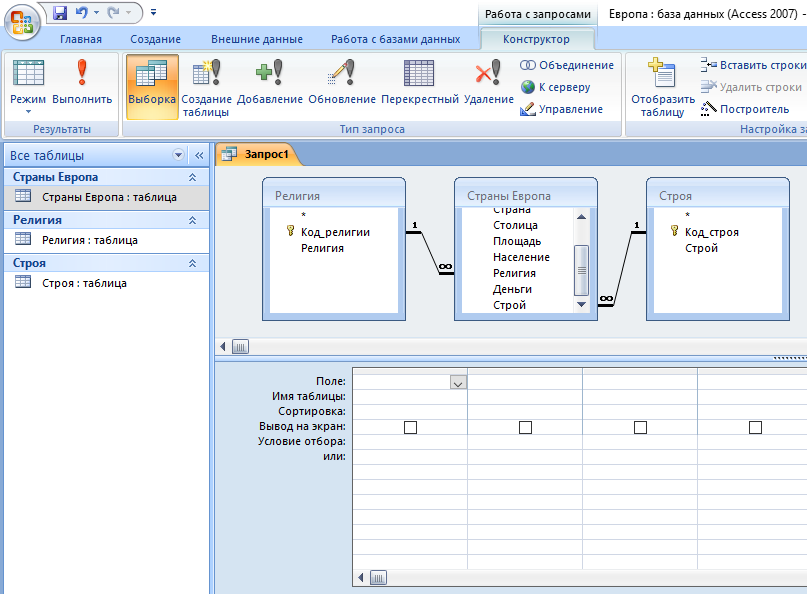 Работа с запросами
Европа : база данных (Access 2007) -
Главная
Создание
Внешние данные
Работа с базами данных
Конструктор
Режим
Выполнить
Выборка
Создание таблицы
Добавление
Обновление
Перекрестный
Удаление
Объединение
К серверу
Управление
Отобразить таблицу
Вставить строки
Удалить строки
Построитель
Результаты
Тип запроса
Настройка за
Все таблицы
«
Страны Европа
Страны Европа : таблица
Религия
Религия : таблица
Строя
Строя : таблица
Запрос1
Религия
*
Код_религии
Религия
1
∞
Страны Европа
Страна
Столица
Площадь
Население
Религия
Деньги
Строй
∞
1
Строя
*
Код_строя
Строй
Поле:
Имя таблицы:
Сортировка:
Вывод на экран:
Условие отбора:
или: